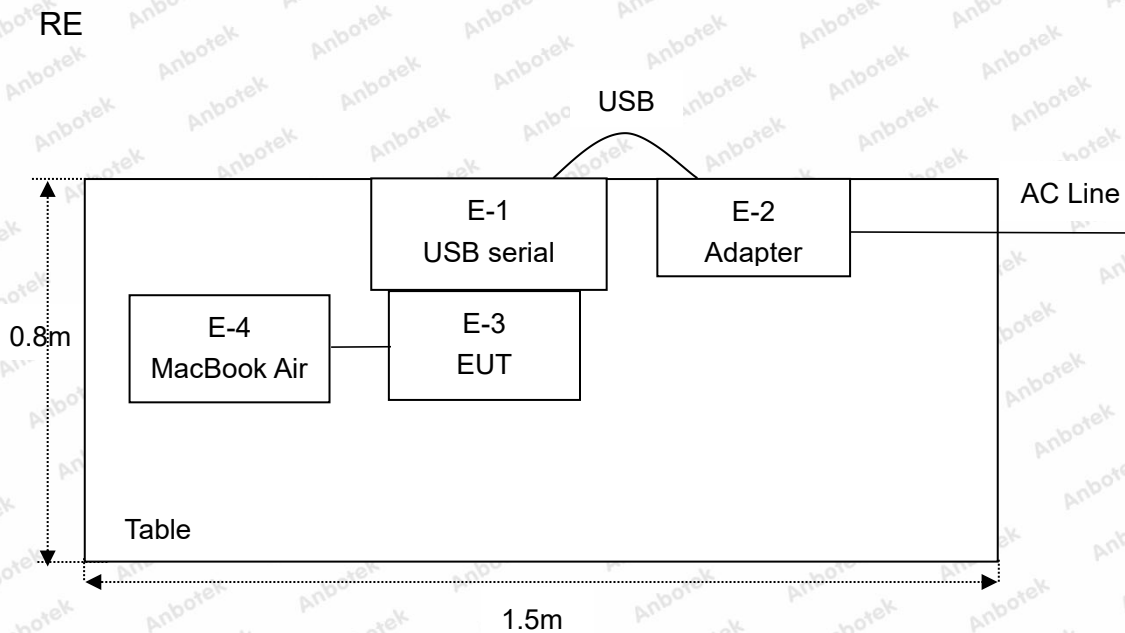 RE
USB
E-1
USB serial
E-2
Adapter
AC Line
E-3
EUT
E-4
MacBook Air
0.8m
Table
1.5m
Anbotek